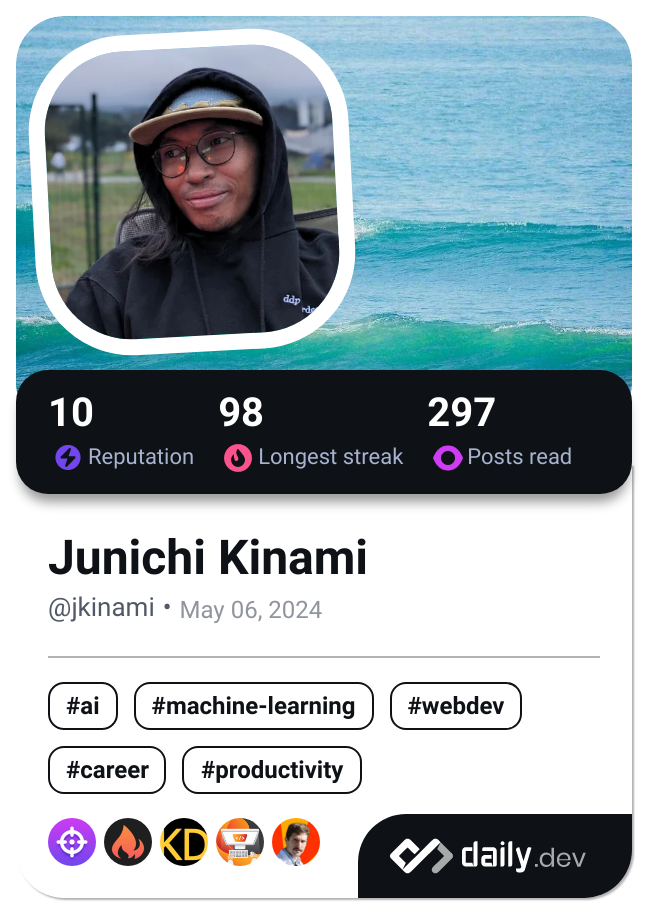 ddp
10 98 297
Reputation Longest streak Posts read
Junichi Kinami
@jkinami • May 06, 2024
#ai #machine-learning #webdev
#career #productivity
KD
daily.dev